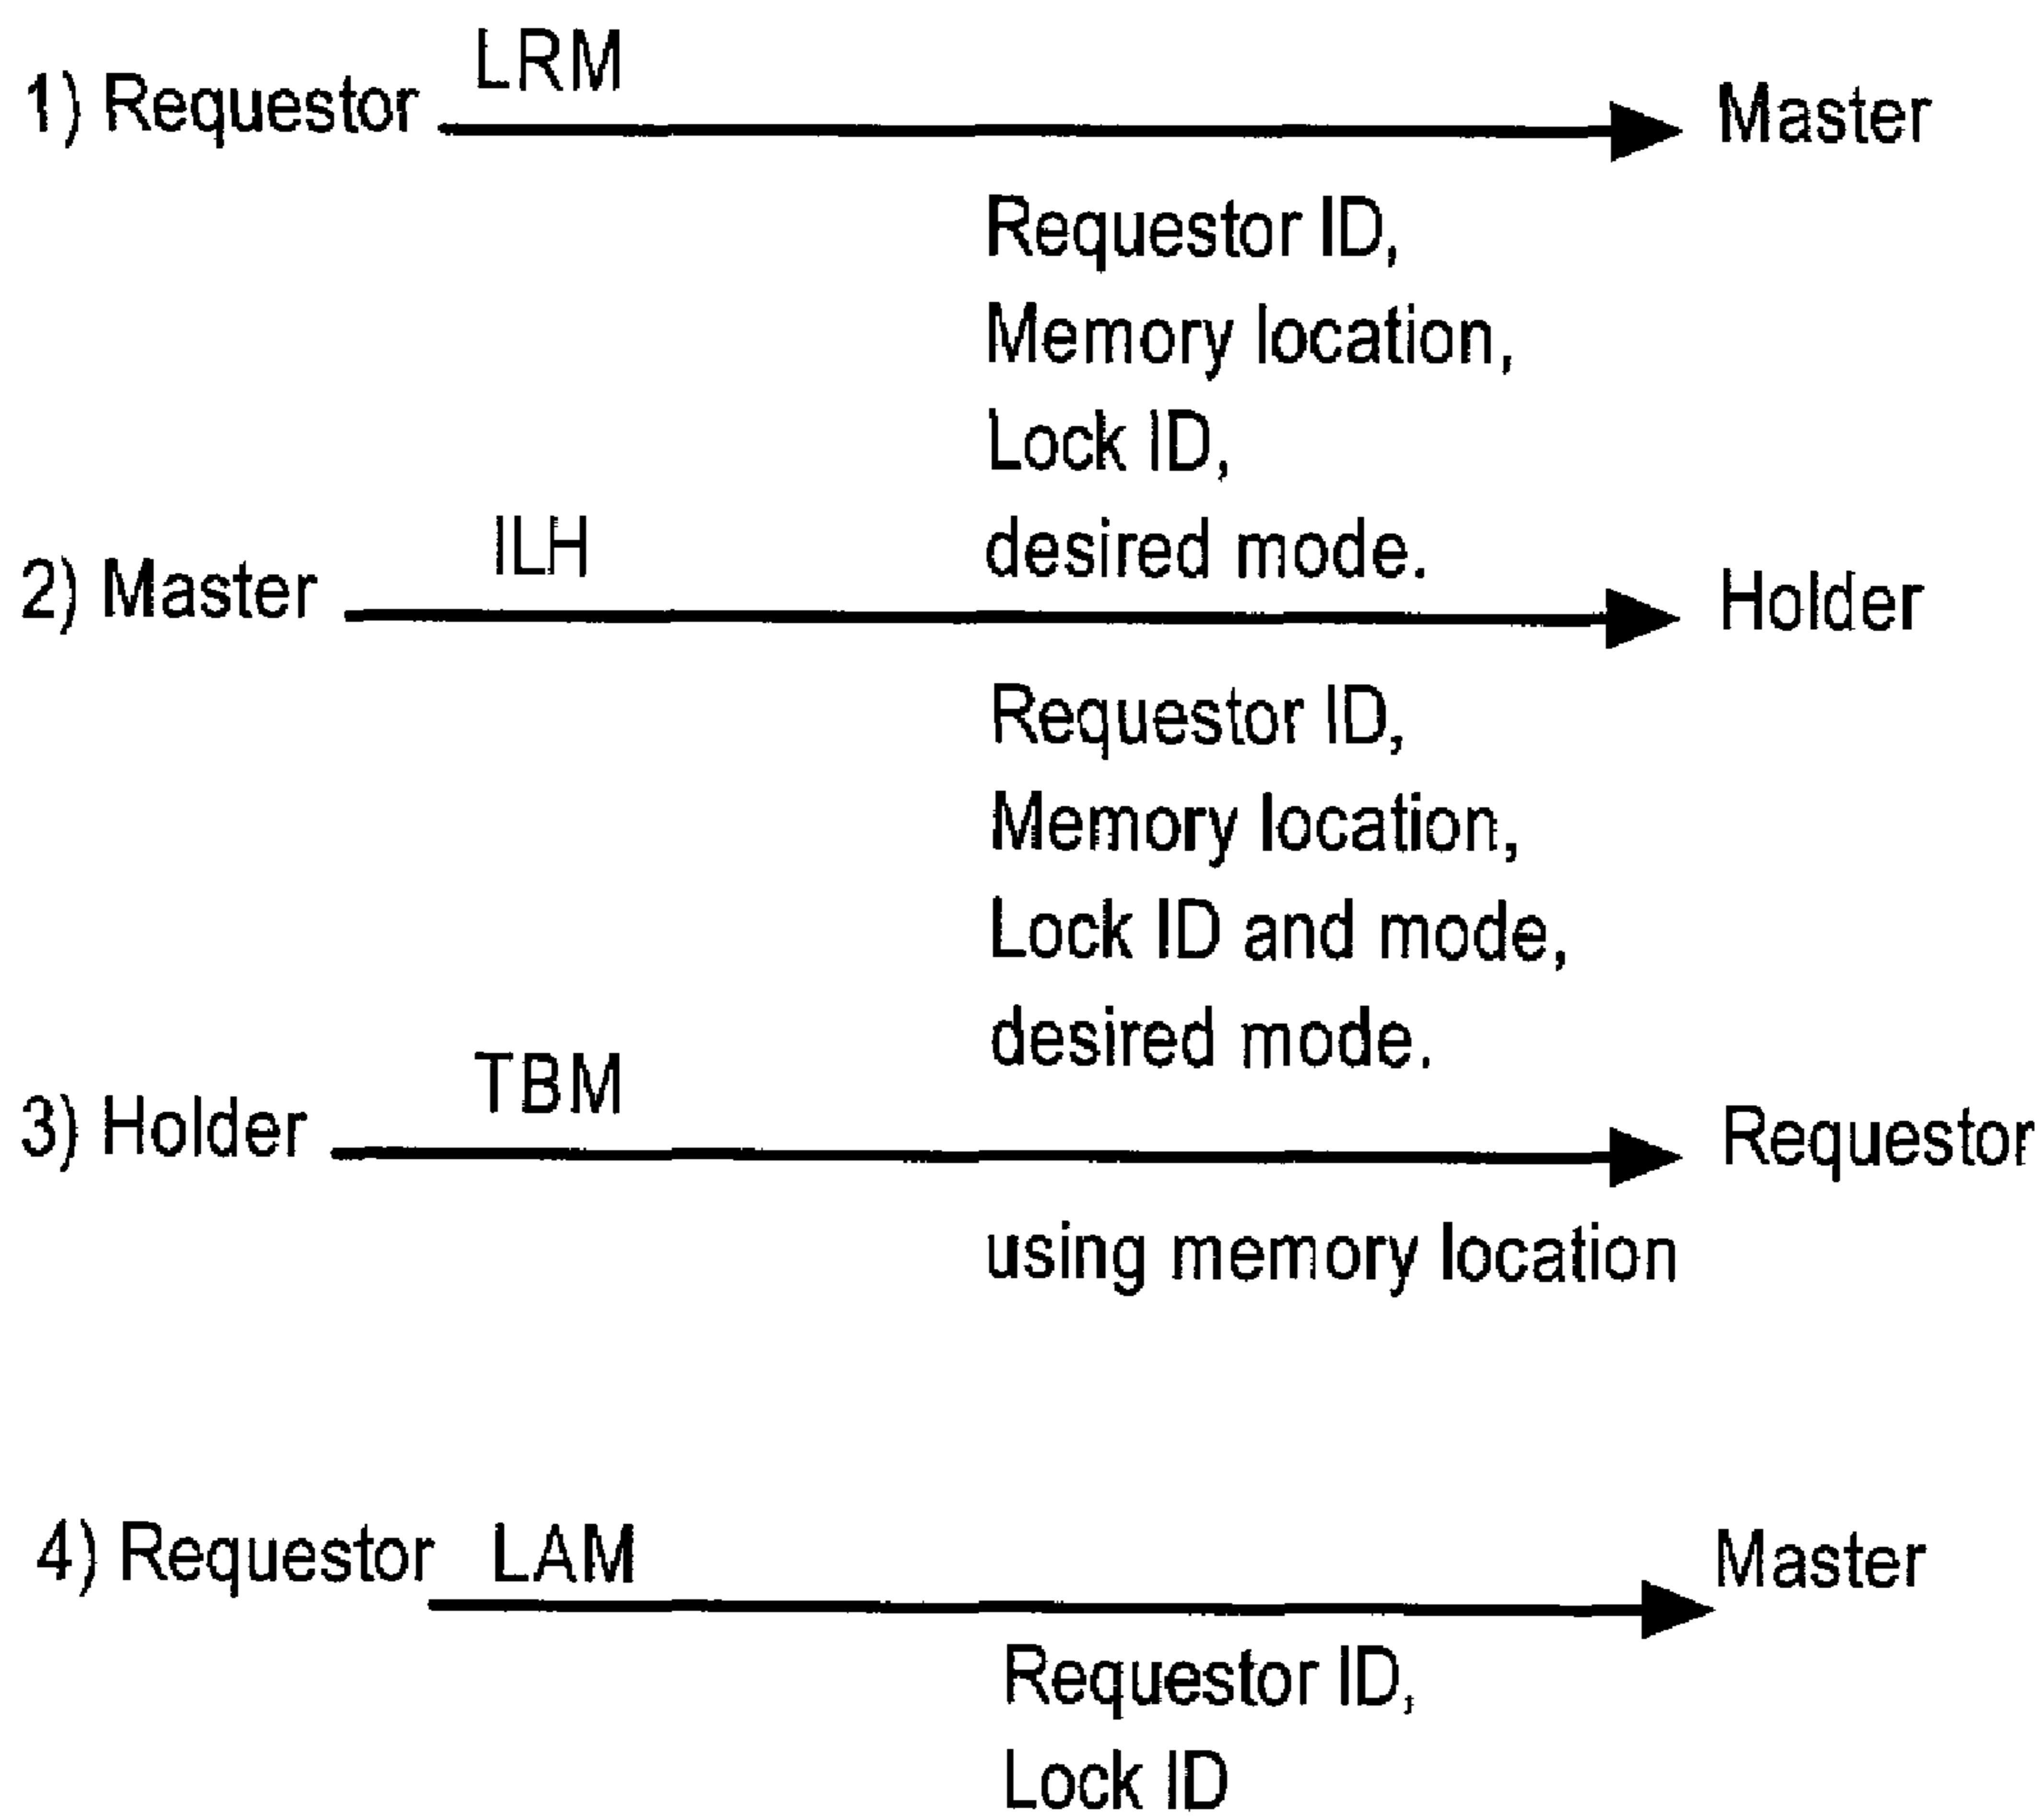 LRM
1) Requestor Master
Requestor ID,
Memory location,
Lock ID,
desired mode.
ILH
2) Master Holder
Requestor ID,
Memory location,
Lock ID and mode,
desired mode.
TBM
3) Holder Requestor
using memory location
4) Requestor LAM Master
Requestor ID,
Lock ID